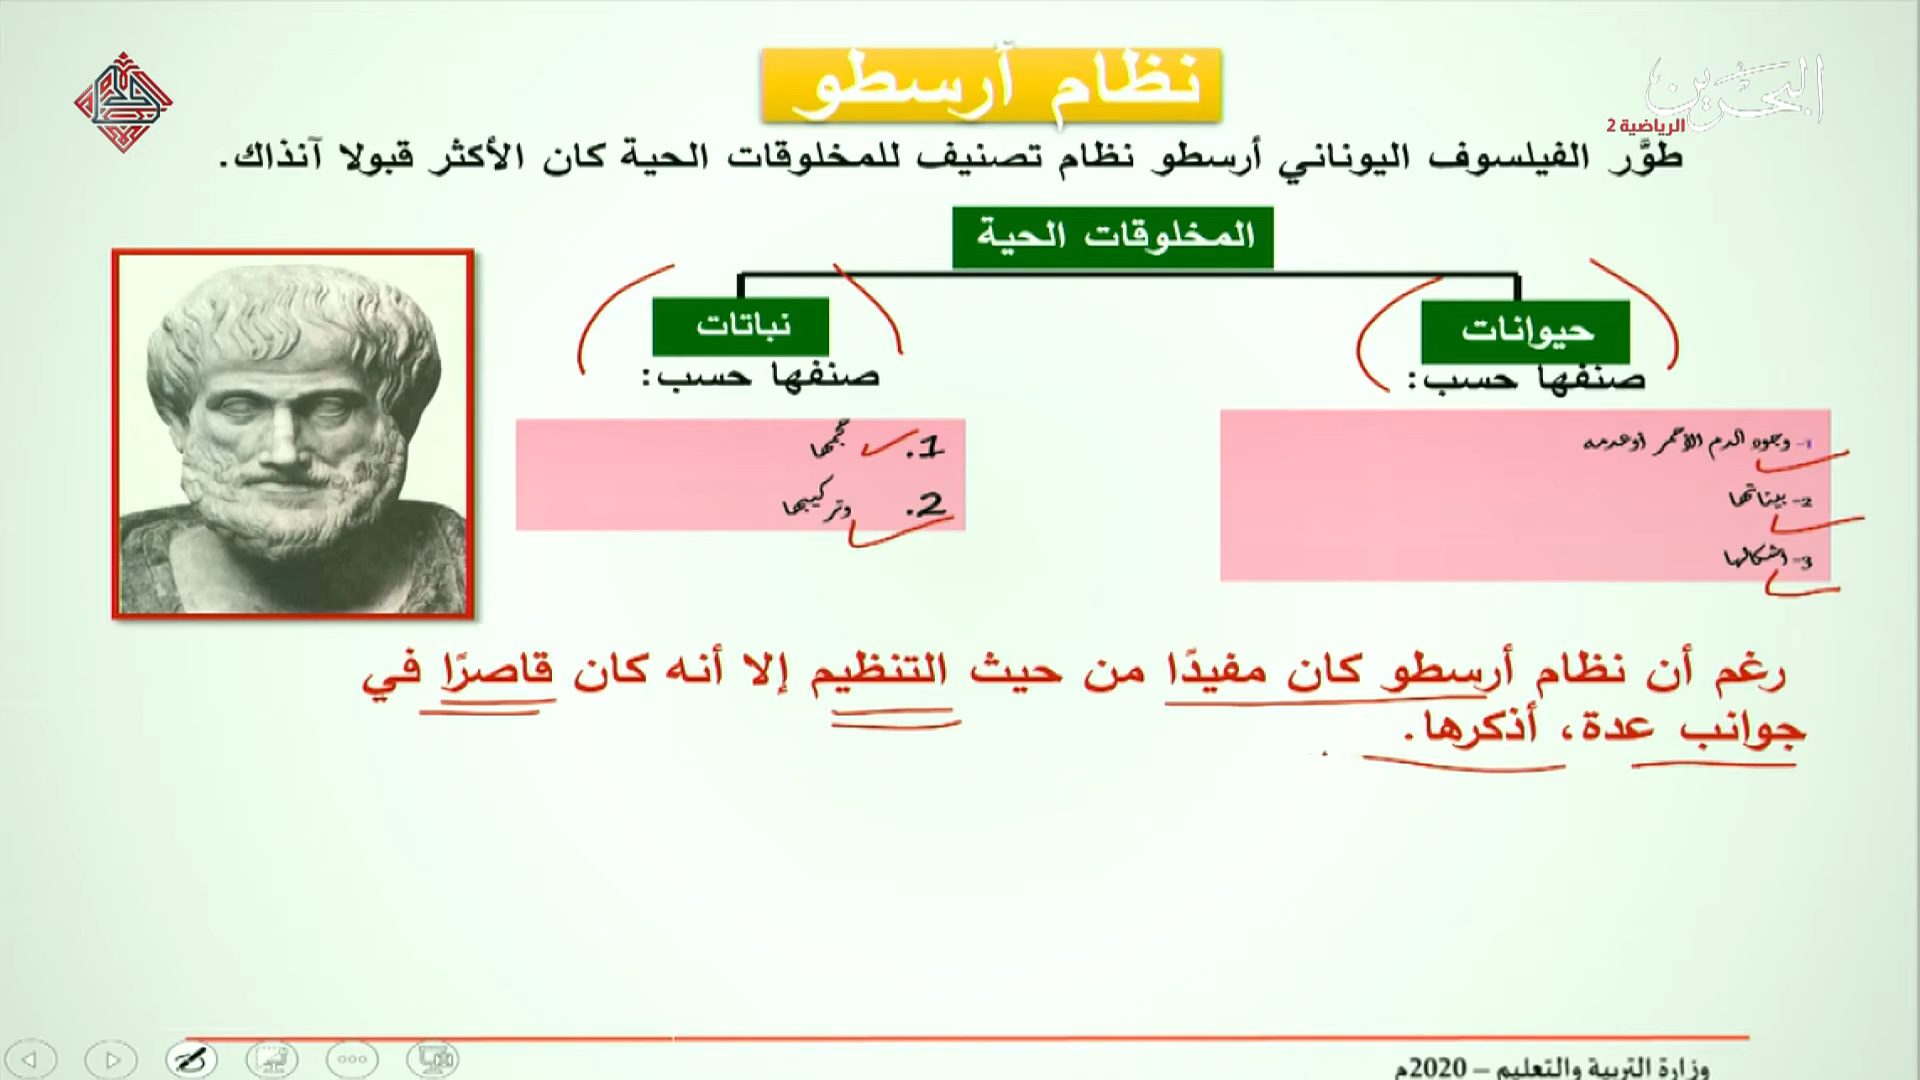 نظام أرسطو
البحرين
الرياضية 2
طوَّر الفيلسوف اليوناني أرسطو نظام تصنيف للمخلوقات الحية كان الأكثر قبولا آنذاك.
المخلوقات الحية
حيوانات
صنفها حسب:
1- وجود الدم الأحمر أو عدمه
2- بيئاتها
3- أشكالها
نباتات
صنفها حسب:
1. حجمها
2. وتركيبها
رغم أن نظام أرسطو كان مفيدًا من حيث التنظيم إلا أنه كان قاصرًا في
جوانب عدة، أذكرها.
وزارة التربية والتعليم – 2020م